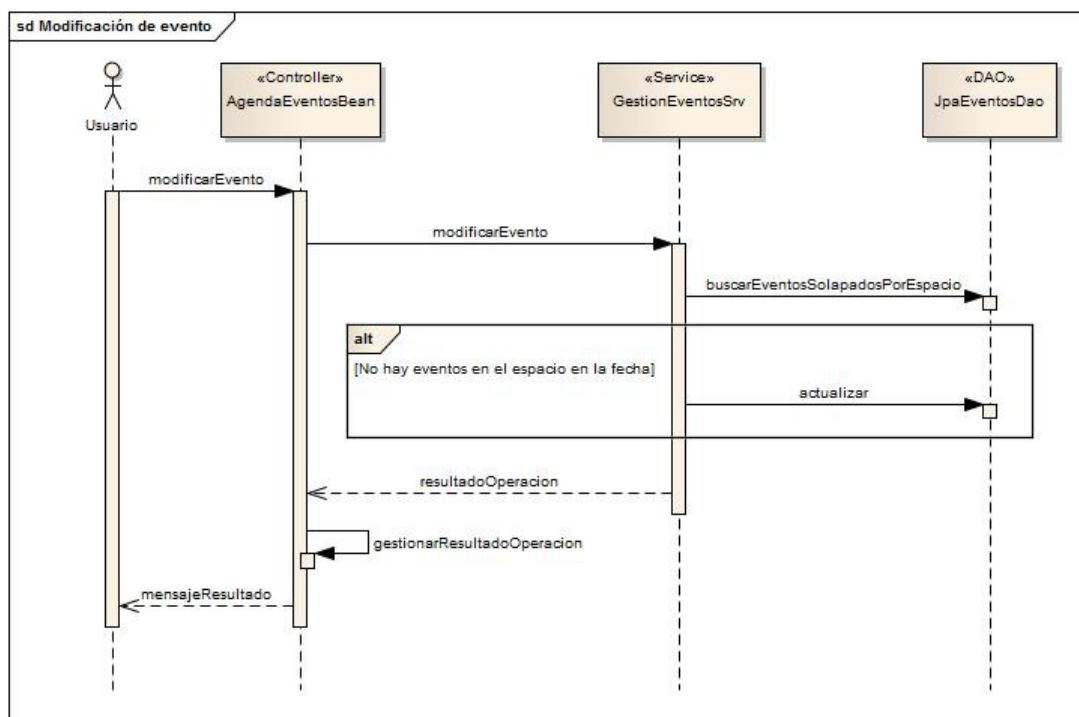 sd Modificación de evento
Usuario
«Controller»
AgendaEventosBean
«Service»
GestionEventosSrv
«DAO»
JpaEventosDao
modificarEvento
modificarEvento
buscarEventosSolapadosPorEspacio
alt
[No hay eventos en el espacio en la fecha]
actualizar
resultadoOperacion
gestionarResultadoOperacion
mensajeResultado